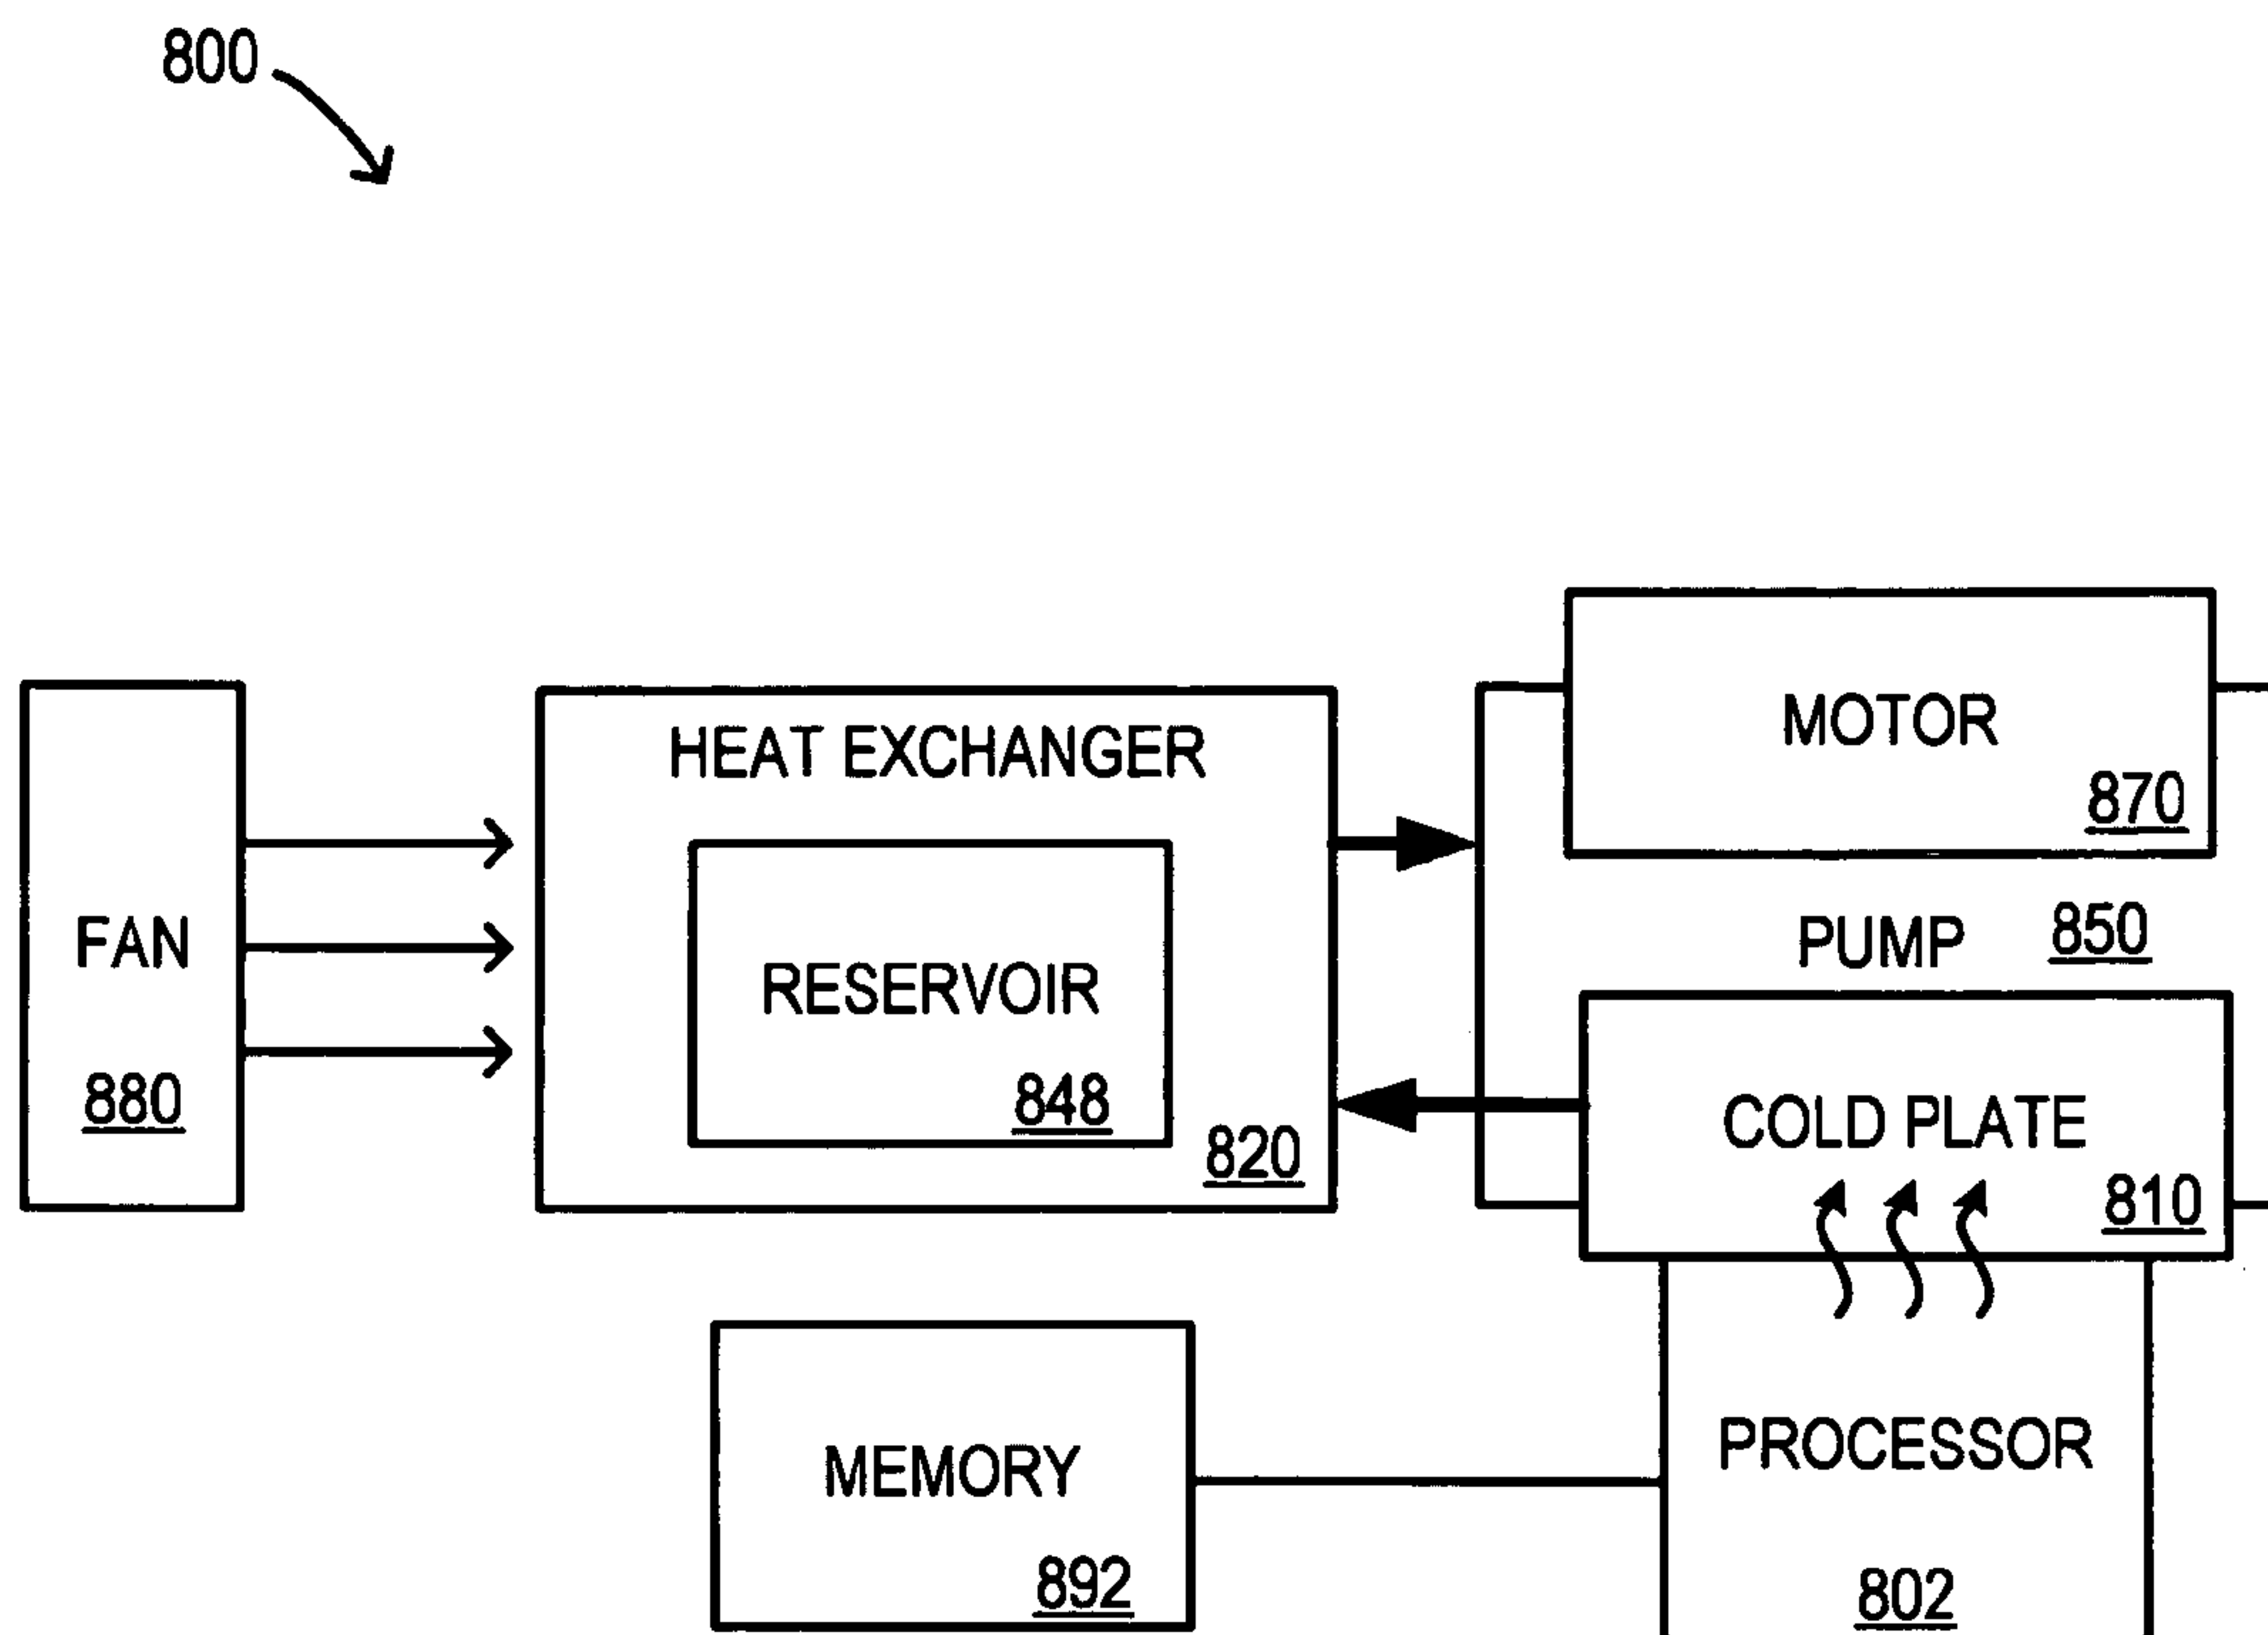 800
FAN
880
HEAT EXCHANGER
RESERVOIR
848
820
MOTOR
870
PUMP 850
COLD PLATE
810
MEMORY
892
PROCESSOR
802